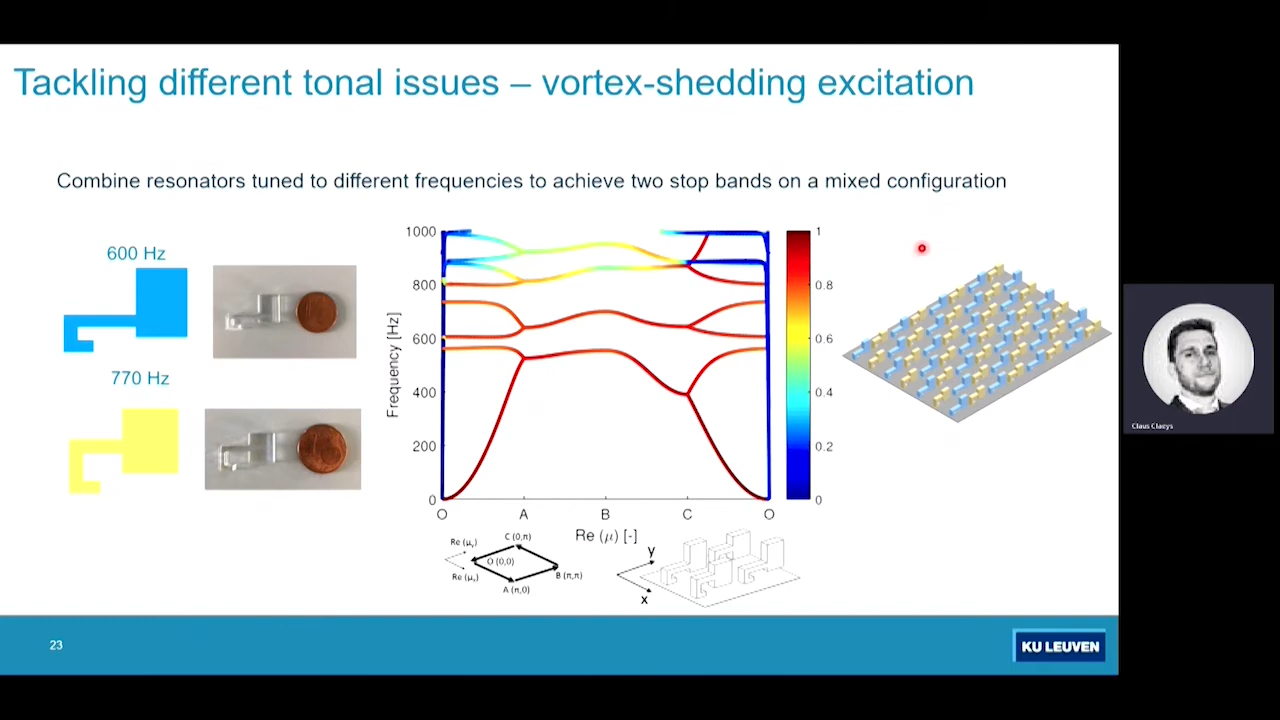 Tackling different tonal issues – vortex-shedding excitation
Combine resonators tuned to different frequencies to achieve two stop bands on a mixed configuration
600 Hz
770 Hz
1000
800
600
400
200
0
Frequency [Hz]
O
A
B
C
O
Re (μ) [-]
1
0.8
0.6
0.4
0.2
0
C (0,π)
O (0,0)
B (π,π)
A (π,0)
y
x
Claus Claeys
23
KU LEUVEN